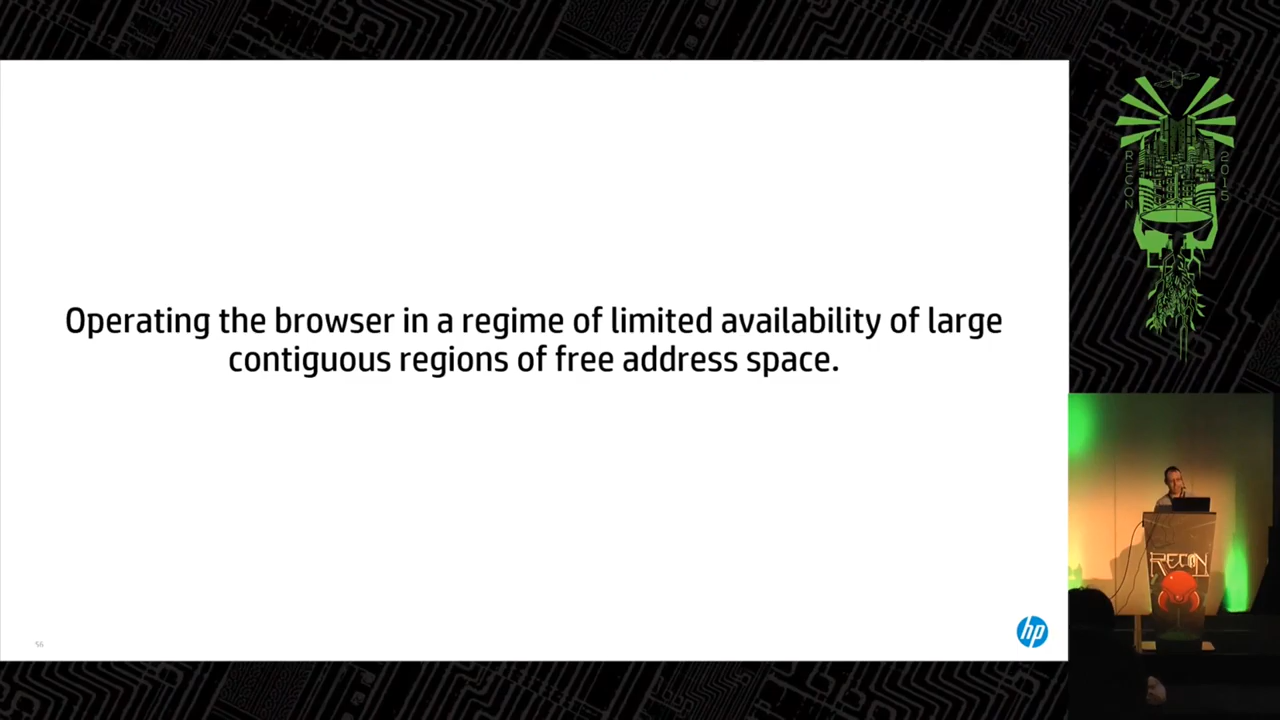 Operating the browser in a regime of limited availability of large
contiguous regions of free address space.
56
hp
RECON
2015
RECON